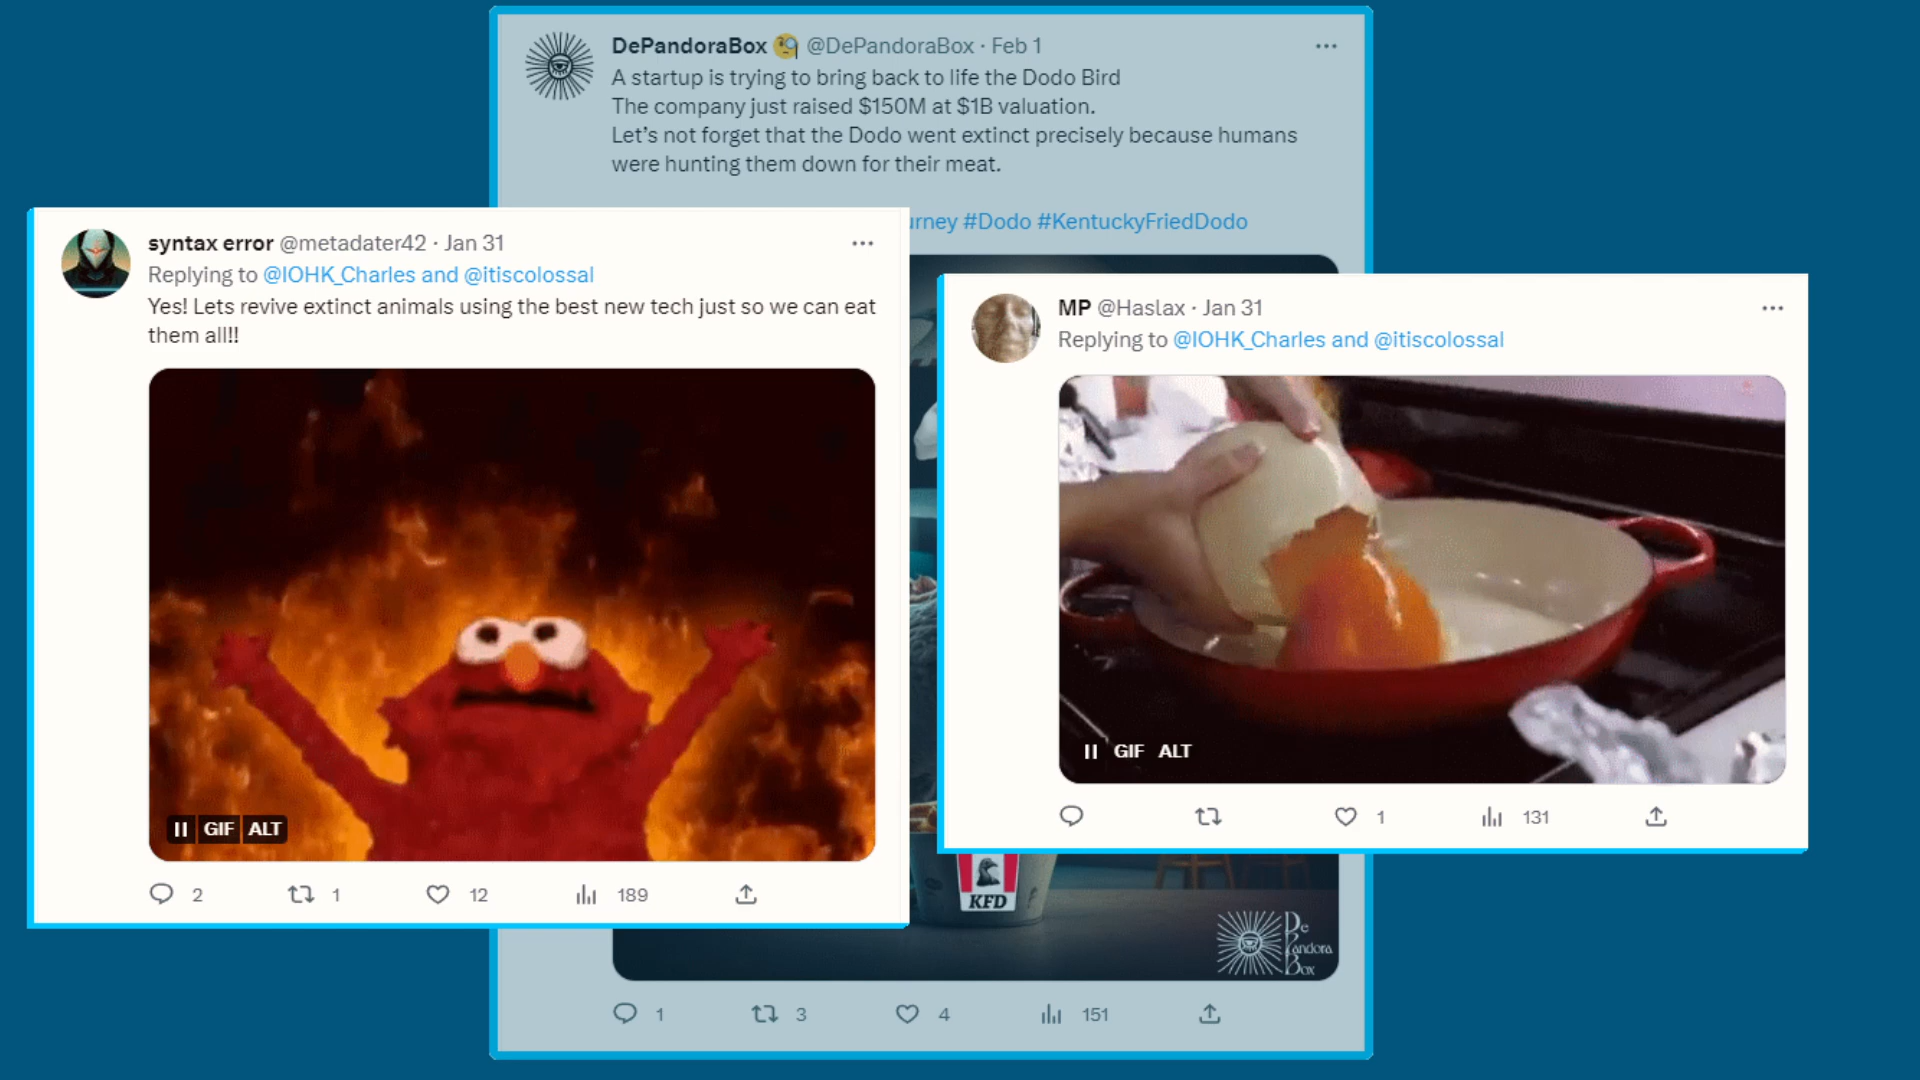 DePandoraBox @DePandoraBox · Feb 1
A startup is trying to bring back to life the Dodo Bird
The company just raised $150M at $1B valuation.
Let's not forget that the Dodo went extinct precisely because humans
were hunting them down for their meat.
#Dodo #KentuckyFriedDodo
syntax error @metadater42 · Jan 31
Replying to @IOHK_Charles and @itiscolossal
Yes! Lets revive extinct animals using the best new tech just so we can eat
them all!!
GIF ALT
2 1 12 189
MP @Haslax · Jan 31
Replying to @IOHK_Charles and @itiscolossal
GIF ALT
1 131
KFD
De
Pandora
Box
1 3 4 151